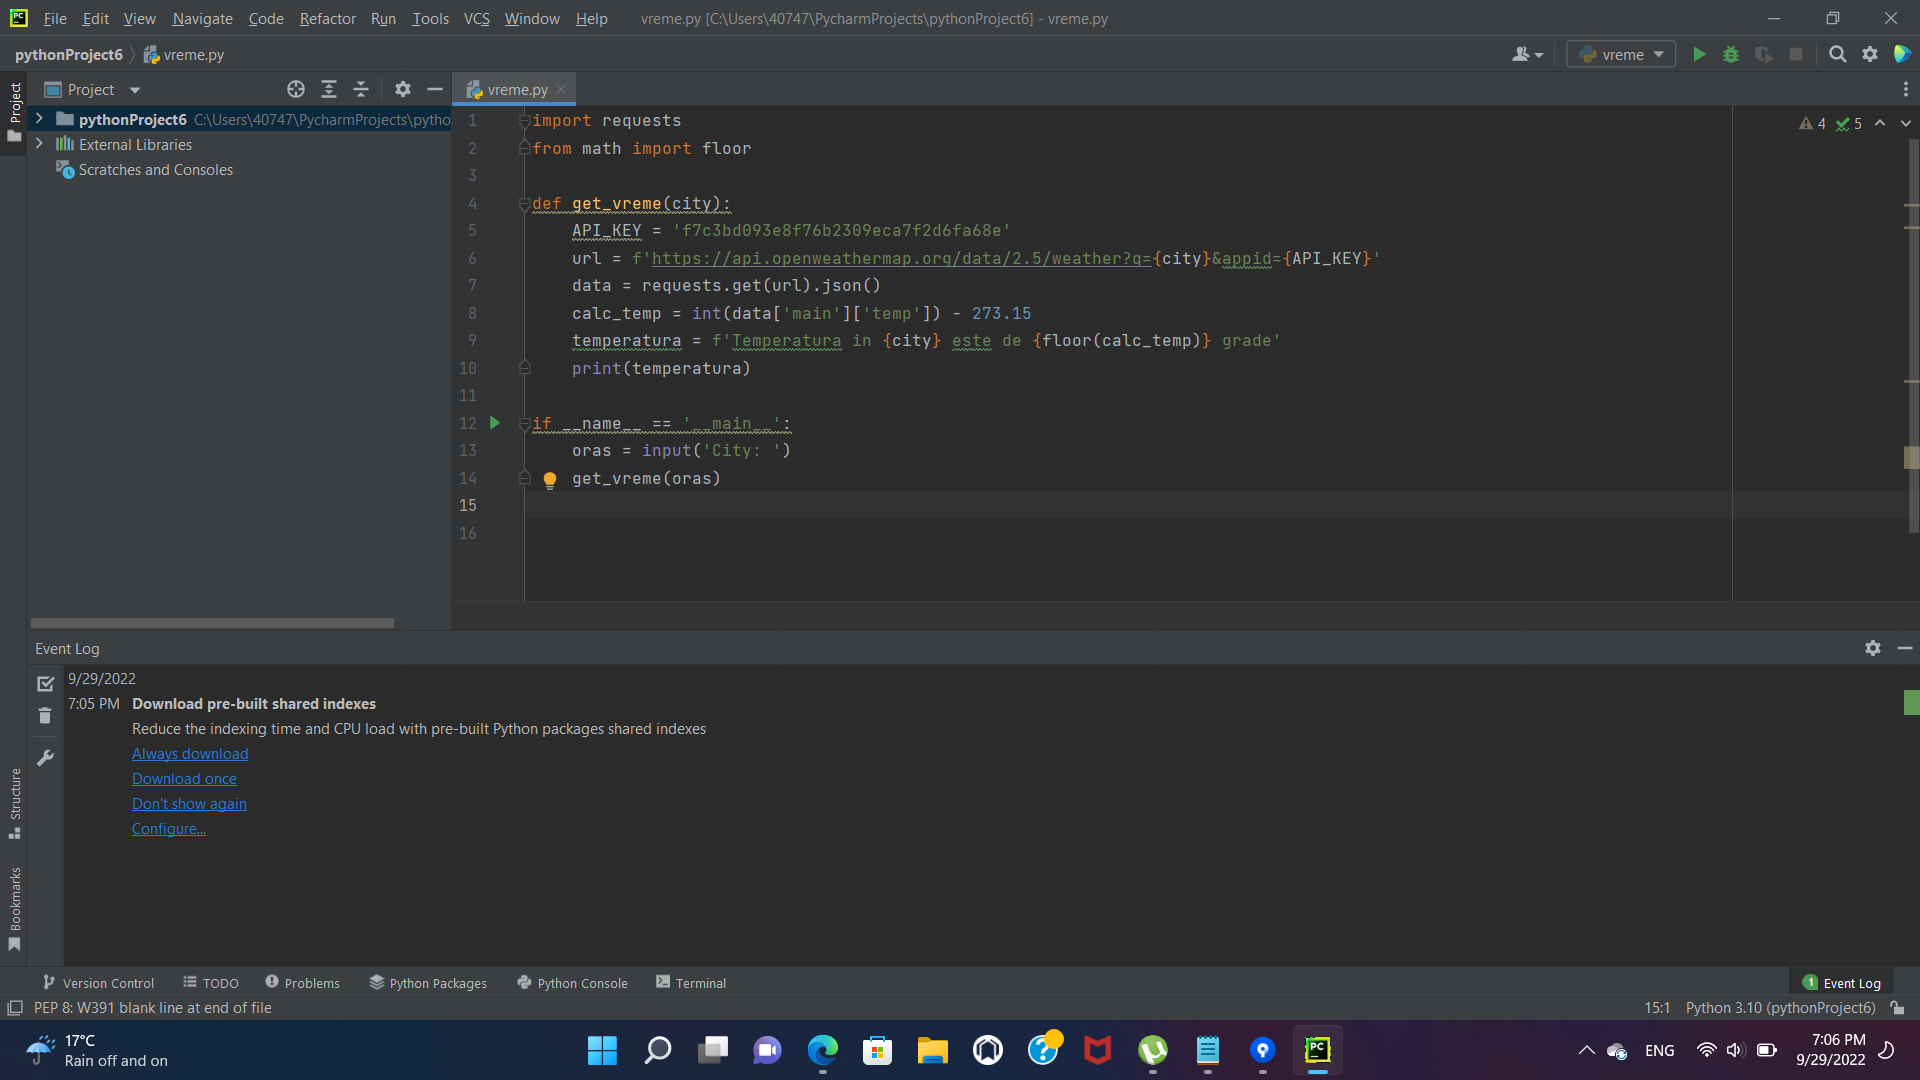 File Edit View Navigate Code Refactor Run Tools VCS Window Help vreme.py [C:\Users\40747\PycharmProjects\pythonProject6] - vreme.py
pythonProject6 vreme.py vreme
Project
Project vreme.py
pythonProject6 C:\Users\40747\PycharmProjects\pytho
External Libraries
Scratches and Consoles
4 5
1 import requests
2 from math import floor
3
4 def get_vreme(city):
5 API_KEY = 'f7c3bd093e8f76b2309eca7f2d6fa68e'
6 url = f'https://api.openweathermap.org/data/2.5/weather?q={city}&appid={API_KEY}'
7 data = requests.get(url).json()
8 calc_temp = int(data['main']['temp']) - 273.15
9 temperatura = f'Temperatura in {city} este de {floor(calc_temp)} grade'
10 print(temperatura)
11
12 if __name__ == '__main__':
13 oras = input('City: ')
14 get_vreme(oras)
15
16
Event Log
9/29/2022
7:05 PM Download pre-built shared indexes
Reduce the indexing time and CPU load with pre-built Python packages shared indexes
Always download
Download once
Don't show again
Configure...
Structure
Bookmarks
Version Control TODO Problems Python Packages Python Console Terminal 1 Event Log
PEP 8: W391 blank line at end of file 15:1 Python 3.10 (pythonProject6)
17°C
Rain off and on
PC
ENG
7:06 PM
9/29/2022